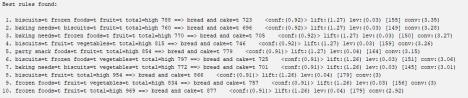 Best rules found:
1. biscuits=t frozen foods=t fruit=t total=high 788 ==> bread and cake=t 723 <conf:(0.92)> lift:(1.27) lev:(0.03) [155] conv:(3.35)
2. baking needs=t biscuits=t fruit=t total=high 760 ==> bread and cake=t 696 <conf:(0.92)> lift:(1.27) lev:(0.03) [149] conv:(3.28)
3. baking needs=t frozen foods=t fruit=t total=high 770 ==> bread and cake=t 705 <conf:(0.92)> lift:(1.27) lev:(0.03) [150] conv:(3.27)
4. biscuits=t fruit=t vegetables=t total=high 815 ==> bread and cake=t 746 <conf:(0.92)> lift:(1.27) lev:(0.03) [159] conv:(3.26)
5. party snack foods=t fruit=t total=high 854 ==> bread and cake=t 779 <conf:(0.91)> lift:(1.27) lev:(0.04) [164] conv:(3.15)
6. biscuits=t frozen foods=t vegetables=t total=high 797 ==> bread and cake=t 725 <conf:(0.91)> lift:(1.26) lev:(0.03) [151] conv:(3.06)
7. baking needs=t biscuits=t vegetables=t total=high 772 ==> bread and cake=t 701 <conf:(0.91)> lift:(1.26) lev:(0.03) [145] conv:(3.01)
8. biscuits=t fruit=t total=high 954 ==> bread and cake=t 866 <conf:(0.91)> lift:(1.26) lev:(0.04) [179] conv:(3)
9. frozen foods=t fruit=t vegetables=t total=high 834 ==> bread and cake=t 757 <conf:(0.91)> lift:(1.26) lev:(0.03) [156] conv:(3)
10. frozen foods=t fruit=t total=high 969 ==> bread and cake=t 877 <conf:(0.91)> lift:(1.26) lev:(0.04) [179] conv:(2.92)